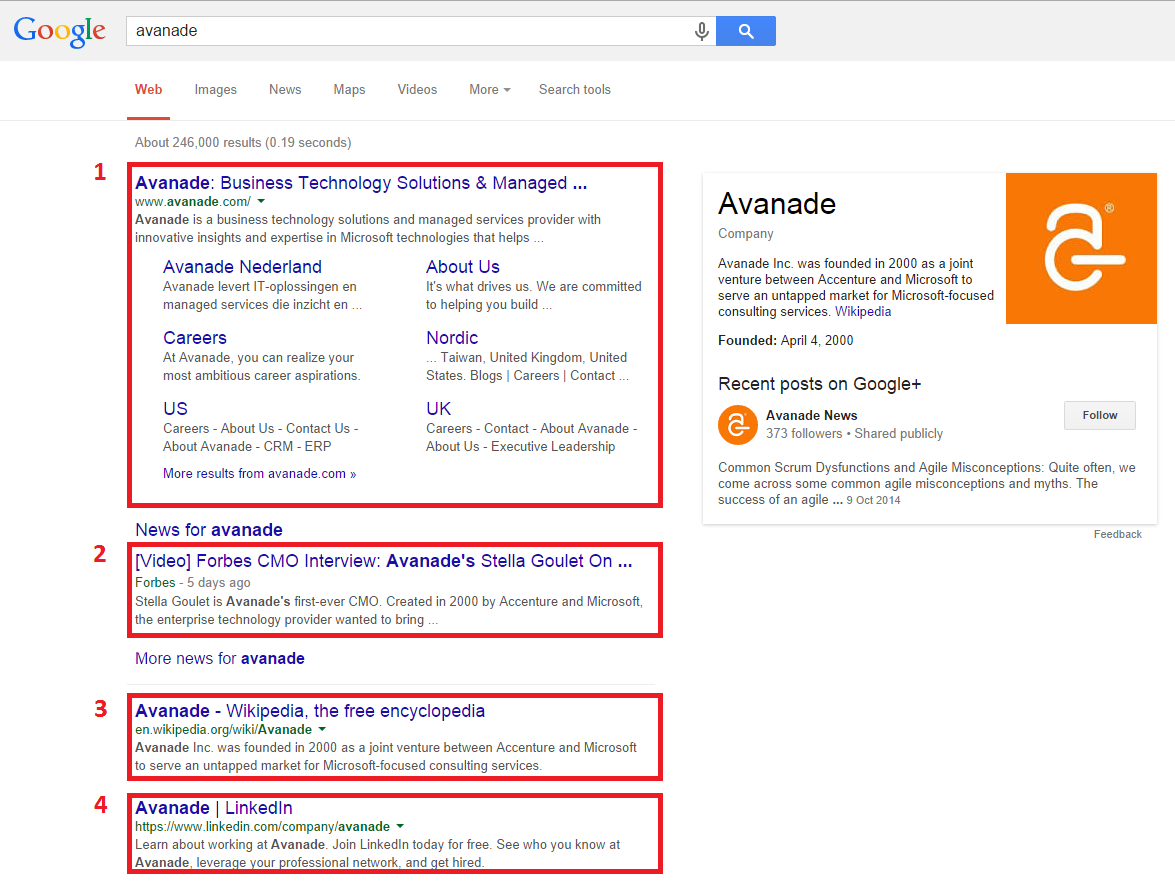 Google
avanade
Web Images News Maps Videos More Search tools
About 246,000 results (0.19 seconds)
1
Avanade: Business Technology Solutions & Managed ...
www.avanade.com/
Avanade is a business technology solutions and managed services provider with
innovative insights and expertise in Microsoft technologies that helps ...
Avanade Nederland
Avanade levert IT-oplossingen en
managed services die inzicht en ...
About Us
It's what drives us. We are committed
to helping you build ...
Careers
At Avanade, you can realize your
most ambitious career aspirations.
Nordic
... Taiwan, United Kingdom, United
States. Blogs | Careers | Contact ...
US
Careers - About Us - Contact Us -
About Avanade - CRM - ERP
UK
Careers - Contact - About Avanade -
About Us - Executive Leadership
More results from avanade.com »
News for avanade
2
[Video] Forbes CMO Interview: Avanade's Stella Goulet On ...
Forbes - 5 days ago
Stella Goulet is Avanade's first-ever CMO. Created in 2000 by Accenture and Microsoft,
the enterprise technology provider wanted to bring ...
More news for avanade
3
Avanade - Wikipedia, the free encyclopedia
en.wikipedia.org/wiki/Avanade
Avanade Inc. was founded in 2000 as a joint venture between Accenture and Microsoft
to serve an untapped market for Microsoft-focused consulting services.
4
Avanade | LinkedIn
https://www.linkedin.com/company/avanade
Learn about working at Avanade. Join LinkedIn today for free. See who you know at
Avanade, leverage your professional network, and get hired.
Avanade
Company
Avanade Inc. was founded in 2000 as a joint
venture between Accenture and Microsoft to
serve an untapped market for Microsoft-focused
consulting services. Wikipedia
Founded: April 4, 2000
®
Recent posts on Google+
Avanade News
373 followers • Shared publicly
Follow
Common Scrum Dysfunctions and Agile Misconceptions: Quite often, we
come across some common agile misconceptions and myths. The
success of an agile ... 9 Oct 2014
Feedback